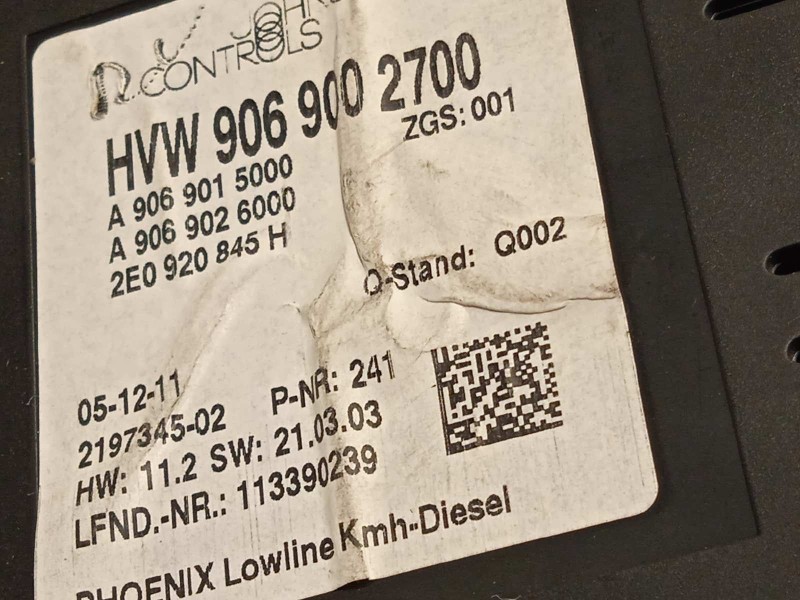 JOHNSON
CONTROLS
HVW 906 900 2700
ZGS: 001
A 906 901 5000
A 906 902 6000
2E0 920 845 H
Q-Stand: Q002
05-12-11
2197345-02 P-NR: 241
HW: 11.2 SW: 21.03.03
LFND.-NR.: 113390239
PHOENIX Lowline Kmh-Diesel